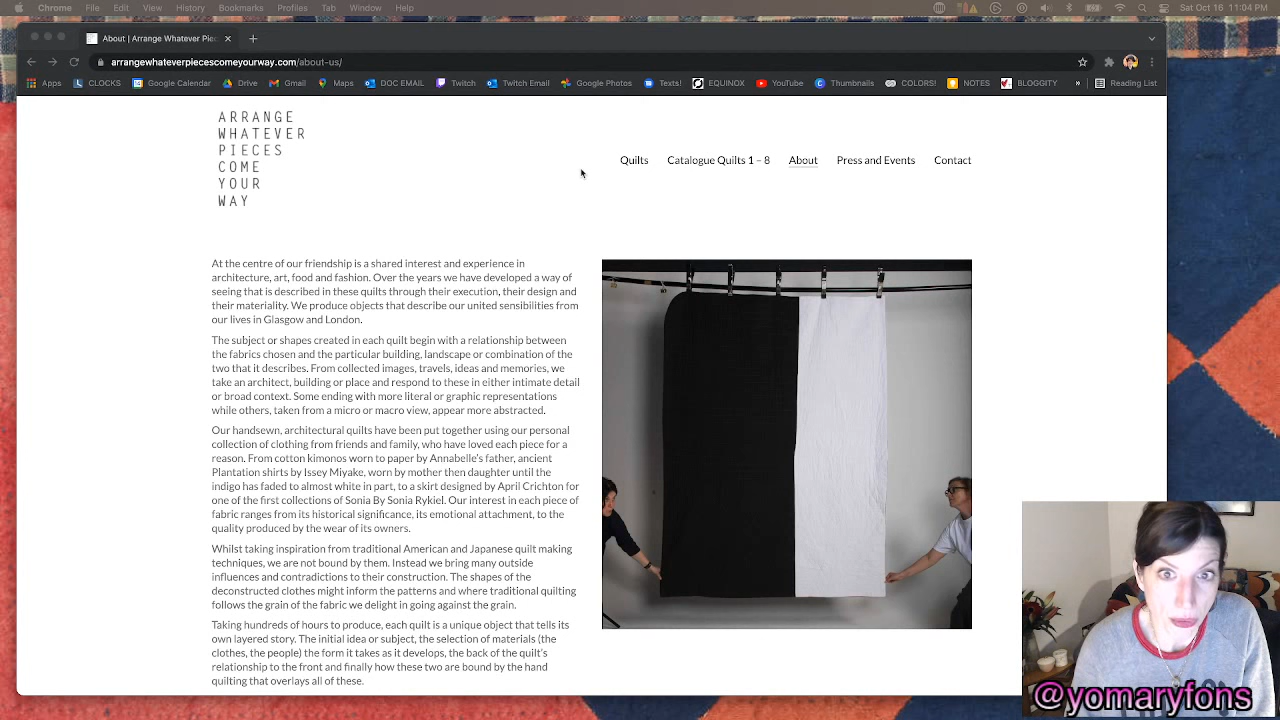 Chrome File Edit View History Bookmarks Profiles Tab Window Help Sat Oct 16 11:04 PM
About | Arrange Whatever Piec
arrangewhateverpiecescomeyourway.com/about-us/
Apps CLOCKS Google Calendar Gmail Maps DOC EMAIL Twitch Twitch Email Google Photos Texts! EQUINOX YouTube Thumbnails COLORS! NOTES BLOGGITY » Reading List
ARRANGE
WHATEVER
PIECES
COME
YOUR
WAY
Quilts Catalogue Quilts 1 – 8 About Press and Events Contact
At the centre of our friendship is a shared interest and experience in
architecture, art, food and fashion. Over the years we have developed a way of
seeing that is described in these quilts through their execution, their design and
their materiality. We produce objects that describe our united sensibilities from
our lives in Glasgow and London.
The subject or shapes created in each quilt begin with a relationship between
the fabrics chosen and the particular building, landscape or combination of the
two that it describes. From collected images, travels, ideas and memories, we
take an architect, building or place and respond to these in either intimate detail
or broad context. Some ending with more literal or graphic representations
while others, taken from a micro or macro view, appear more abstracted.
Our handsewn, architectural quilts have been put together using our personal
collection of clothing from friends and family, who have loved each piece for a
reason. From cotton kimonos worn to paper by Annabelle's father, ancient
Plantation shirts by Issey Miyake, worn by mother then daughter until the
indigo has faded to almost white in part, to a skirt designed by April Crichton for
one of the first collections of Sonia By Sonia Rykiel. Our interest in each piece of
fabric ranges from its historical significance, its emotional attachment, to the
quality produced by the wear of its owners.
Whilst taking inspiration from traditional American and Japanese quilt making
techniques, we are not bound by them. Instead we bring many outside
influences and contradictions to their construction. The shapes of the
deconstructed clothes might inform the patterns and where traditional quilting
follows the grain of the fabric we delight in going against the grain.
Taking hundreds of hours to produce, each quilt is a unique object that tells its
own layered story. The initial idea or subject, the selection of materials (the
clothes, the people) the form it takes as it develops, the back of the quilt's
relationship to the front and finally how these two are bound by the hand
quilting that overlays all of these.
@yomaryfons